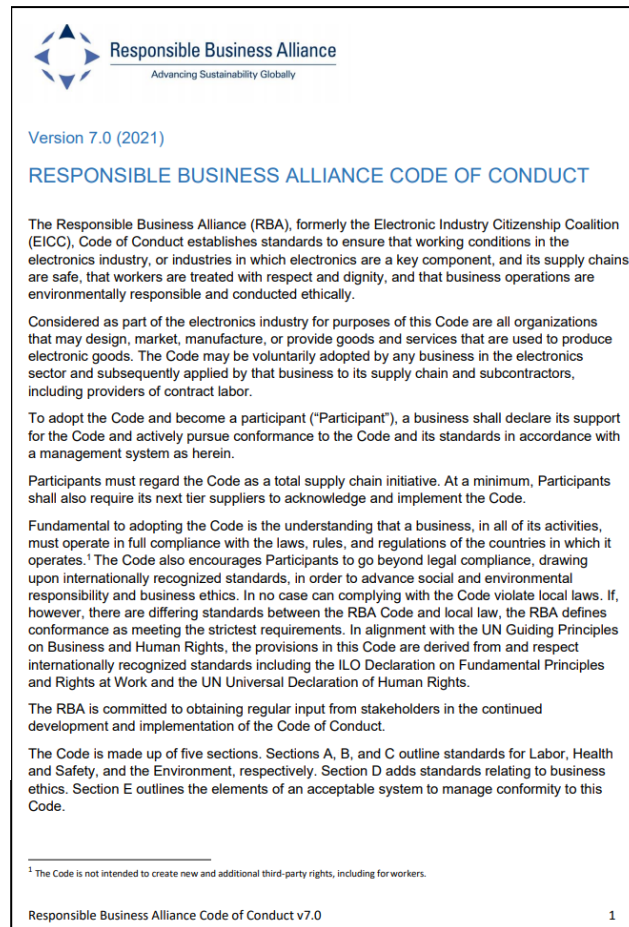 Responsible Business Alliance
Advancing Sustainability Globally
Version 7.0 (2021)
RESPONSIBLE BUSINESS ALLIANCE CODE OF CONDUCT
The Responsible Business Alliance (RBA), formerly the Electronic Industry Citizenship Coalition
(EICC), Code of Conduct establishes standards to ensure that working conditions in the
electronics industry, or industries in which electronics are a key component, and its supply chains
are safe, that workers are treated with respect and dignity, and that business operations are
environmentally responsible and conducted ethically.
Considered as part of the electronics industry for purposes of this Code are all organizations
that may design, market, manufacture, or provide goods and services that are used to produce
electronic goods. The Code may be voluntarily adopted by any business in the electronics
sector and subsequently applied by that business to its supply chain and subcontractors,
including providers of contract labor.
To adopt the Code and become a participant (“Participant”), a business shall declare its support
for the Code and actively pursue conformance to the Code and its standards in accordance with
a management system as herein.
Participants must regard the Code as a total supply chain initiative. At a minimum, Participants
shall also require its next tier suppliers to acknowledge and implement the Code.
Fundamental to adopting the Code is the understanding that a business, in all of its activities,
must operate in full compliance with the laws, rules, and regulations of the countries in which it
operates.¹ The Code also encourages Participants to go beyond legal compliance, drawing
upon internationally recognized standards, in order to advance social and environmental
responsibility and business ethics. In no case can complying with the Code violate local laws. If,
however, there are differing standards between the RBA Code and local law, the RBA defines
conformance as meeting the strictest requirements. In alignment with the UN Guiding Principles
on Business and Human Rights, the provisions in this Code are derived from and respect
internationally recognized standards including the ILO Declaration on Fundamental Principles
and Rights at Work and the UN Universal Declaration of Human Rights.
The RBA is committed to obtaining regular input from stakeholders in the continued
development and implementation of the Code of Conduct.
The Code is made up of five sections. Sections A, B, and C outline standards for Labor, Health
and Safety, and the Environment, respectively. Section D adds standards relating to business
ethics. Section E outlines the elements of an acceptable system to manage conformity to this
Code.
¹ The Code is not intended to create new and additional third-party rights, including for workers.
Responsible Business Alliance Code of Conduct v7.0 1